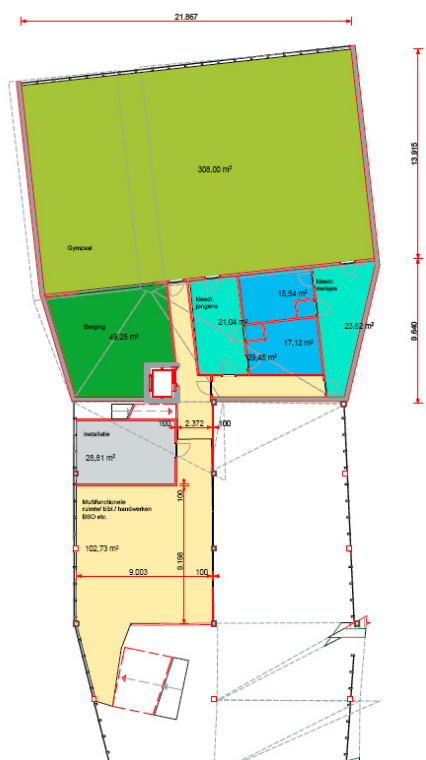 21.867
13.915
308,00 m²
Gymzaal
9.640
kleedr.
meisjes
kleedr.
jongens
15,54 m²
21,04 m²
23,62 m²
Berging
49,25 m²
17,12 m²
29,45 m²
100
2.372
100
Installatie
28,81 m²
100
Multifunctionele
ruimte/ bibl./ handwerken
BSO etc.
102,73 m²
9.198
9.003
100